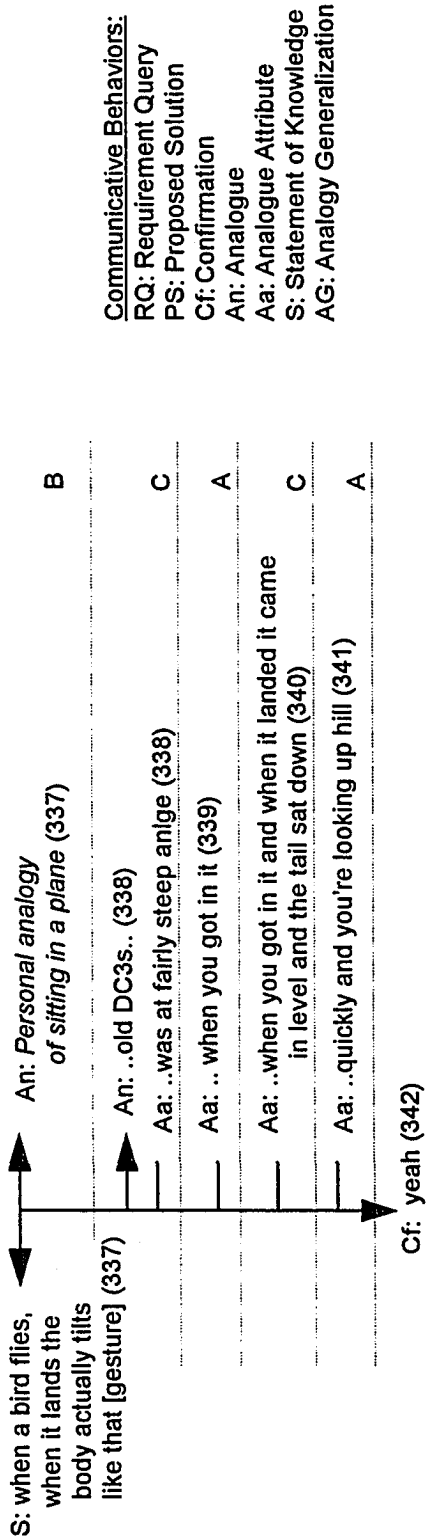 S: when a bird flies,
when it lands the
body actually tilts
like that [gesture] (337)
An: Personal analogy
of sitting in a plane (337)
B
An: ..old DC3s.. (338)
Aa: ..was at fairly steep anlge (338)
C
Aa: .. when you got in it (339)
A
Aa: ..when you got in it and when it landed it came
in level and the tail sat down (340)
C
Aa: ..quickly and you're looking up hill (341)
A
Cf: yeah (342)
Communicative Behaviors:
RQ: Requirement Query
PS: Proposed Solution
Cf: Confirmation
An: Analogue
Aa: Analogue Attribute
S: Statement of Knowledge
AG: Analogy Generalization